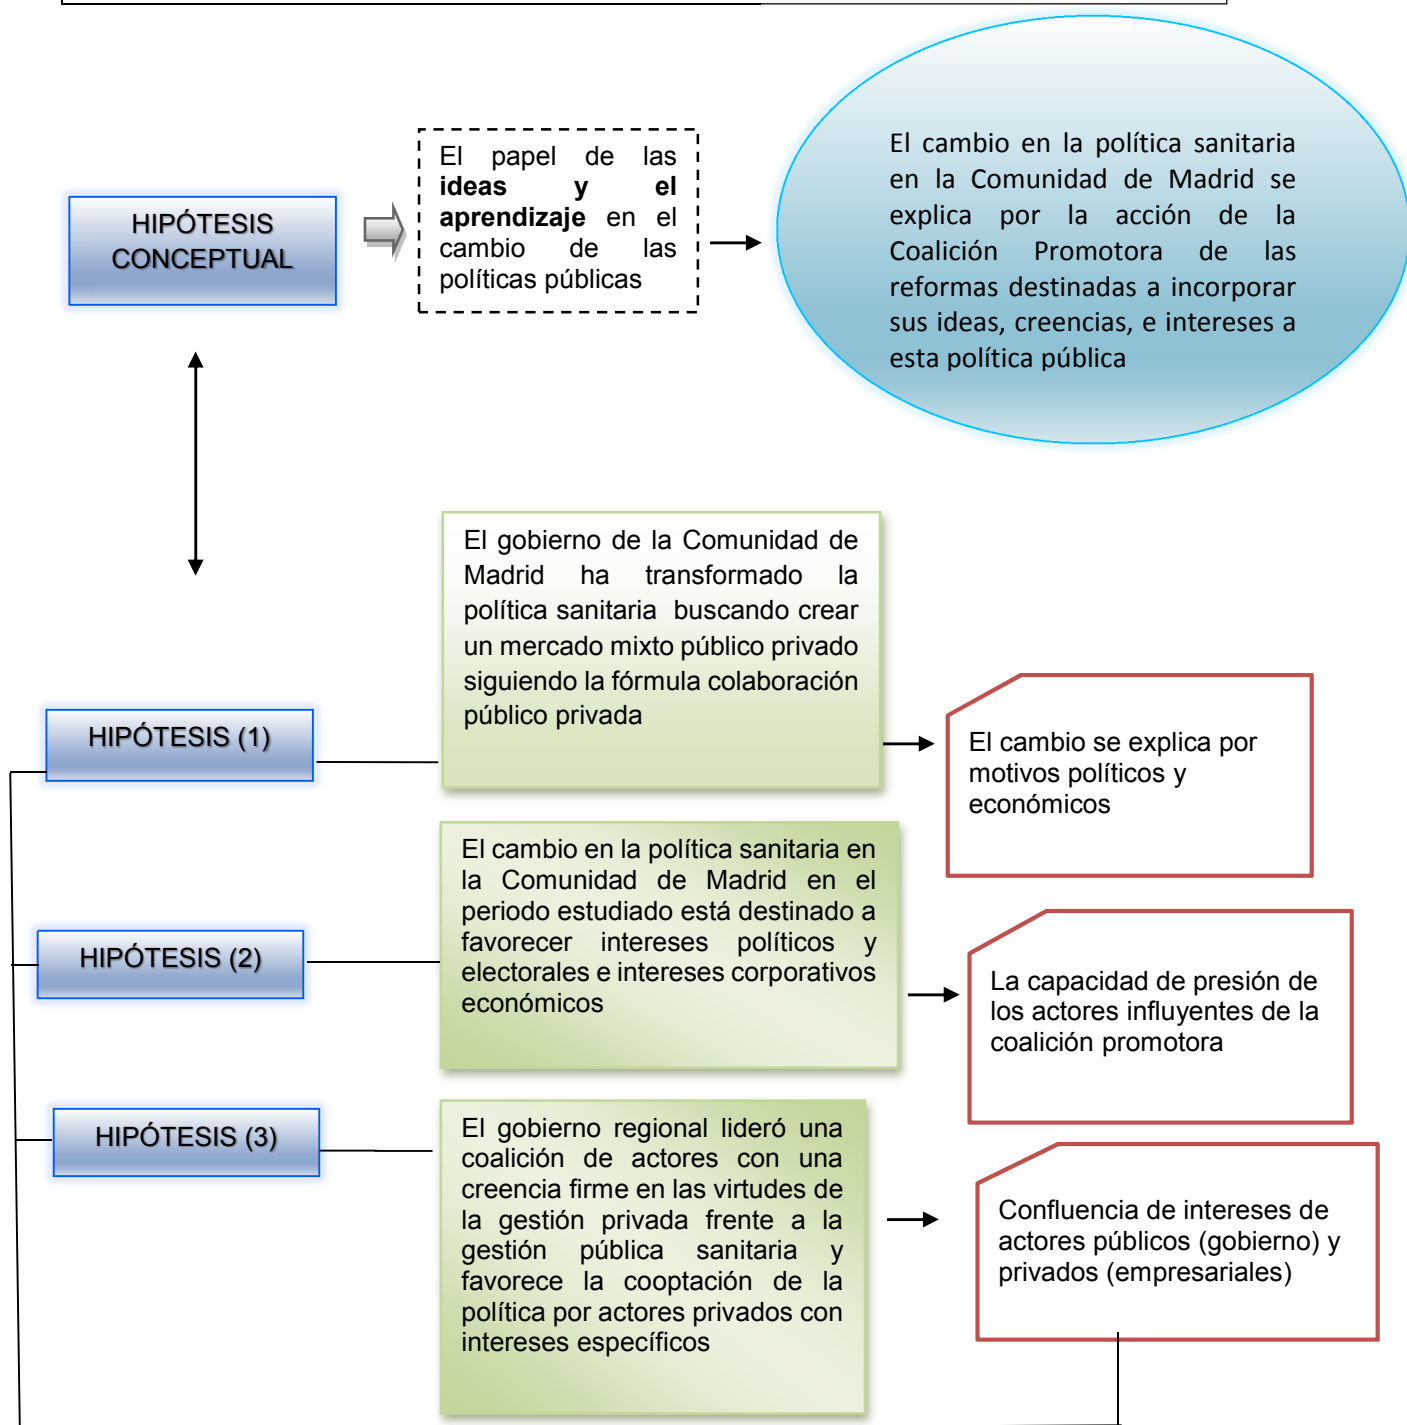 HIPÓTESIS
CONCEPTUAL
El papel de las
ideas y el
aprendizaje en el
cambio de las
políticas públicas
El cambio en la política sanitaria
en la Comunidad de Madrid se
explica por la acción de la
Coalición Promotora de las
reformas destinadas a incorporar
sus ideas, creencias, e intereses a
esta política pública
HIPÓTESIS (1)
El gobierno de la Comunidad de
Madrid ha transformado la
política sanitaria buscando crear
un mercado mixto público privado
siguiendo la fórmula colaboración
público privada
El cambio se explica por
motivos políticos y
económicos
HIPÓTESIS (2)
El cambio en la política sanitaria en
la Comunidad de Madrid en el
periodo estudiado está destinado a
favorecer intereses políticos y
electorales e intereses corporativos
económicos
La capacidad de presión de
los actores influyentes de la
coalición promotora
HIPÓTESIS (3)
El gobierno regional lideró una
coalición de actores con una
creencia firme en las virtudes de
la gestión privada frente a la
gestión pública sanitaria y
favorece la cooptación de la
política por actores privados con
intereses específicos
Confluencia de intereses de
actores públicos (gobierno) y
privados (empresariales)